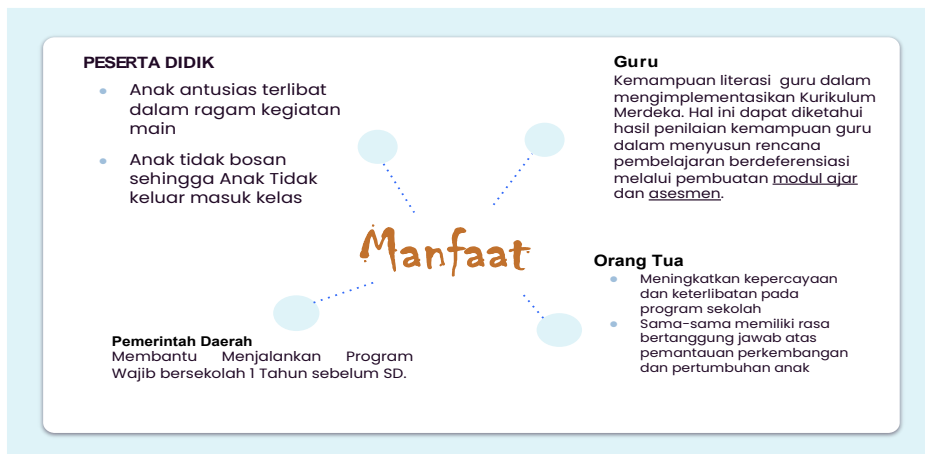 PESERTA DIDIK
Anak antusias terlibat
dalam ragam kegiatan
main
Anak tidak bosan
sehingga Anak Tidak
keluar masuk kelas
Guru
Kemampuan literasi guru dalam
mengimplementasikan Kurikulum
Merdeka. Hal ini dapat diketahui
hasil penilaian kemampuan guru
dalam menyusun rencana
pembelajaran berdeferensiasi
melalui pembuatan modul ajar
dan asesmen.
Manfaat
Orang Tua
Meningkatkan kepercayaan
dan keterlibatan pada
program sekolah
Sama-sama memiliki rasa
bertanggung jawab atas
pemantauan perkembangan
dan pertumbuhan anak
Pemerintah Daerah
Membantu Menjalankan Program
Wajib bersekolah 1 Tahun sebelum SD.